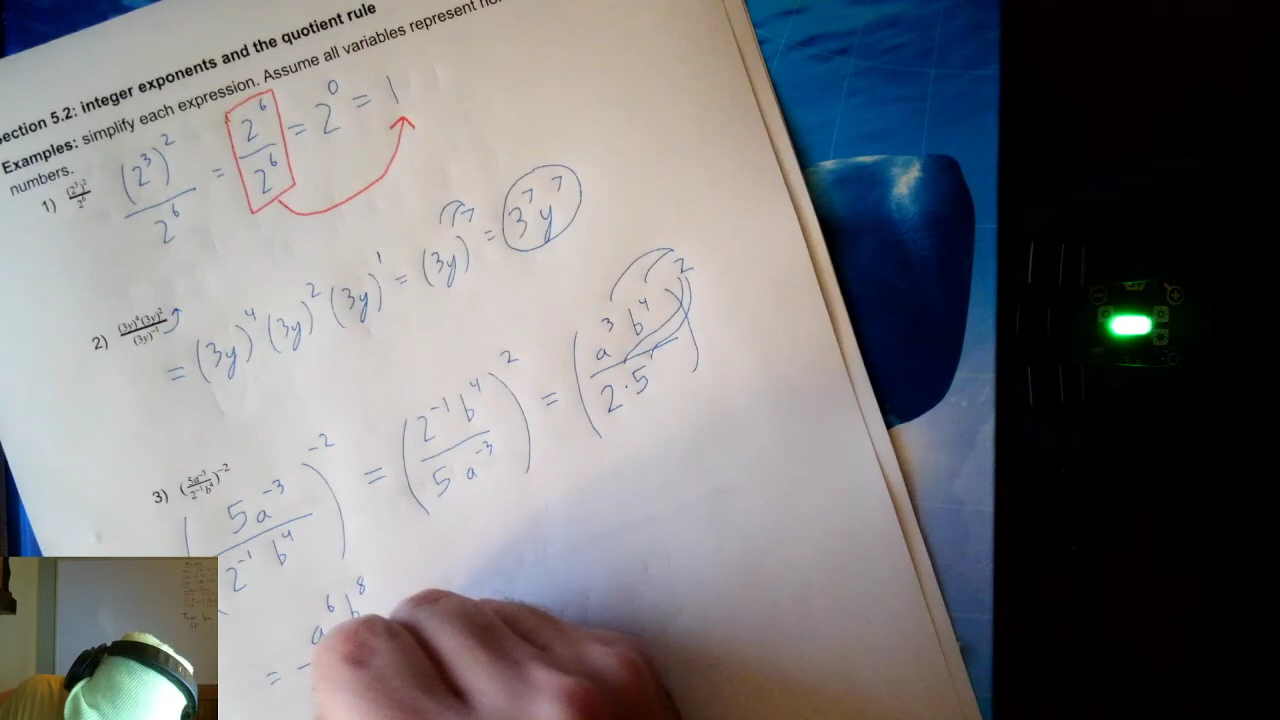 ection 5.2: integer exponents and the quotient rule
Examples: simplify each expression. Assume all variables represent
numbers.
1) (2³)²/2⁶
(2³)²/2⁶ = 2⁶/2⁶ = 2⁰ = 1
2) (3y)⁴(3y)²/(3y)⁻¹
= (3y)⁴(3y)²(3y)¹ = (3y)⁷ = 3⁷y⁷
3) (5a⁻³/2⁻¹b⁴)⁻²
(5a⁻³/2⁻¹b⁴)⁻² = (2⁻¹b⁴/5a⁻³)² = (a³b⁴/2·5)²
= a⁶b⁸